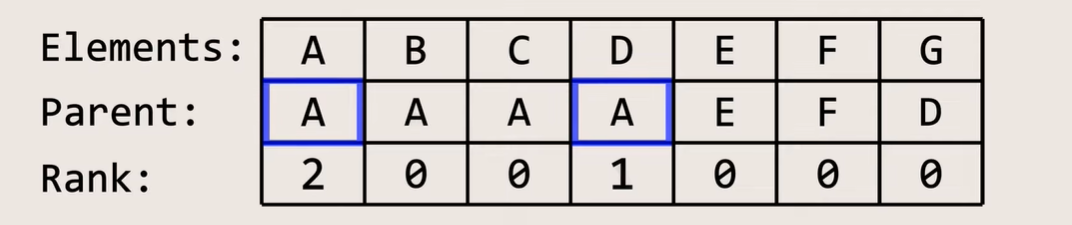 Elements: A B C D E F G
Parent: A A A A E F D
Rank: 2 0 0 1 0 0 0